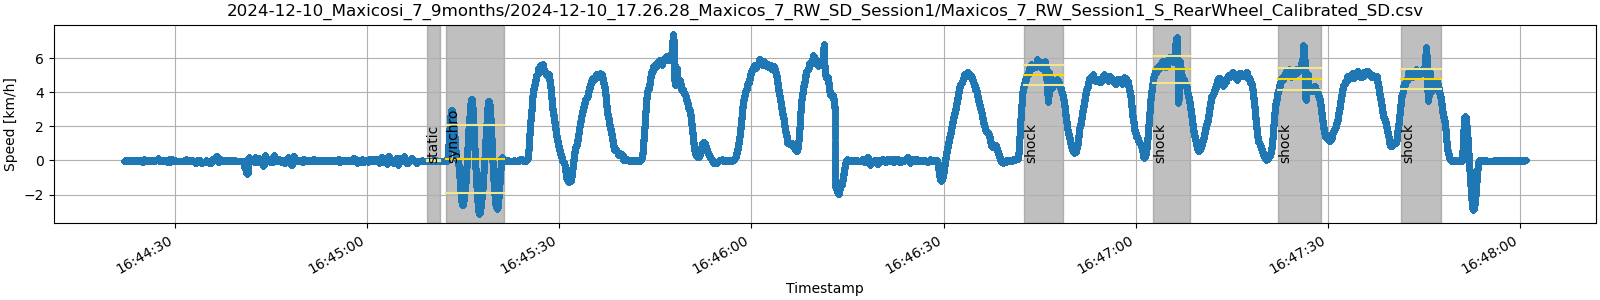 2024-12-10_Maxicosi_7_9months/2024-12-10_17.26.28_Maxicos_7_RW_SD_Session1/Maxicos_7_RW_Session1_S_RearWheel_Calibrated_SD.csv
Speed [km/h]
6
4
2
0
−2
static
synchro
shock
shock
shock
shock
16:44:30
16:45:00
16:45:30
16:46:00
16:46:30
16:47:00
16:47:30
16:48:00
Timestamp